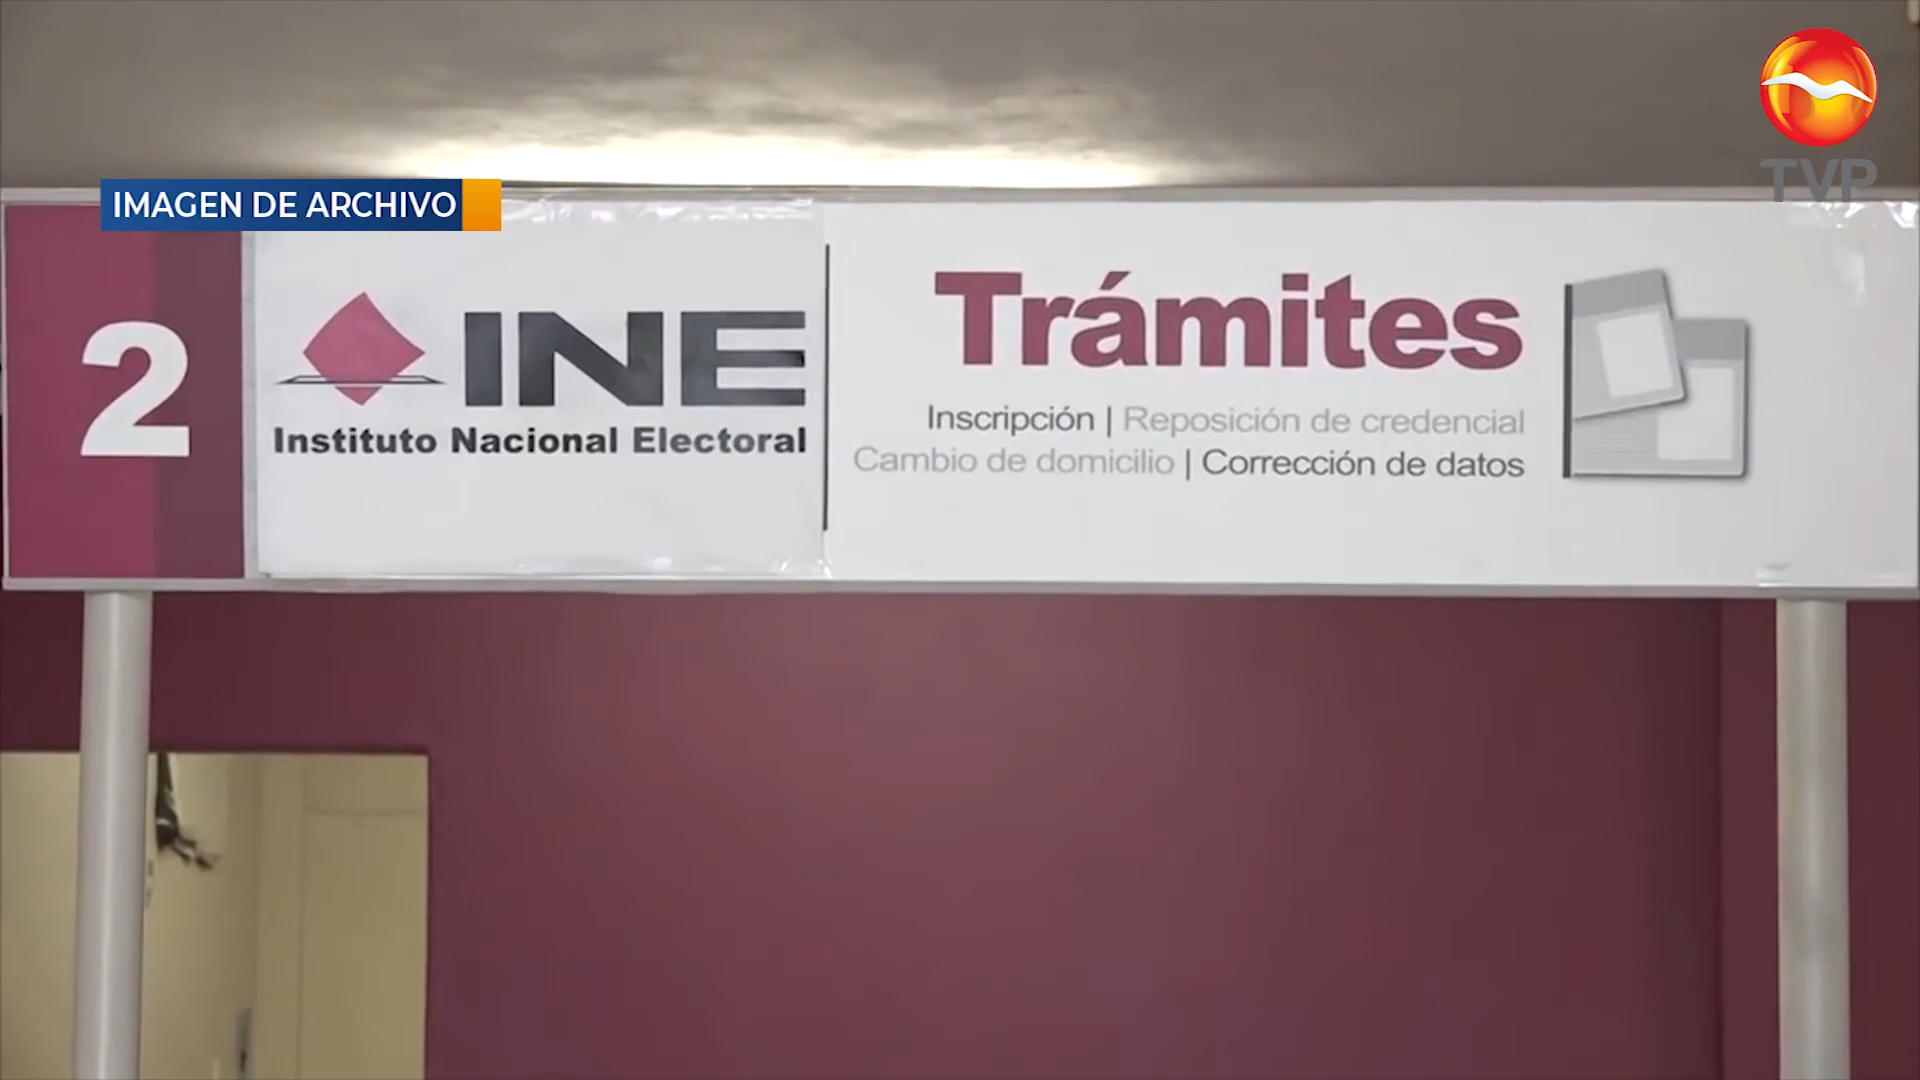 TVP
IMAGEN DE ARCHIVO
2
INE
Instituto Nacional Electoral
Trámites
Inscripción | Reposición de credencial
Cambio de domicilio | Corrección de datos